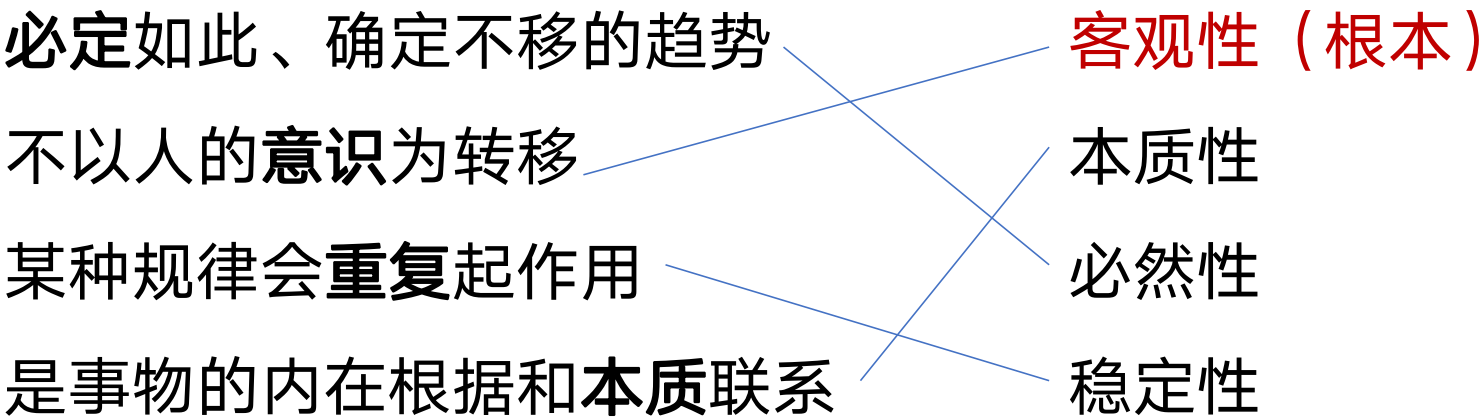 必定如此、确定不移的趋势 客观性（根本）
不以人的意识为转移 本质性
某种规律会重复起作用 必然性
是事物的内在根据和本质联系 稳定性